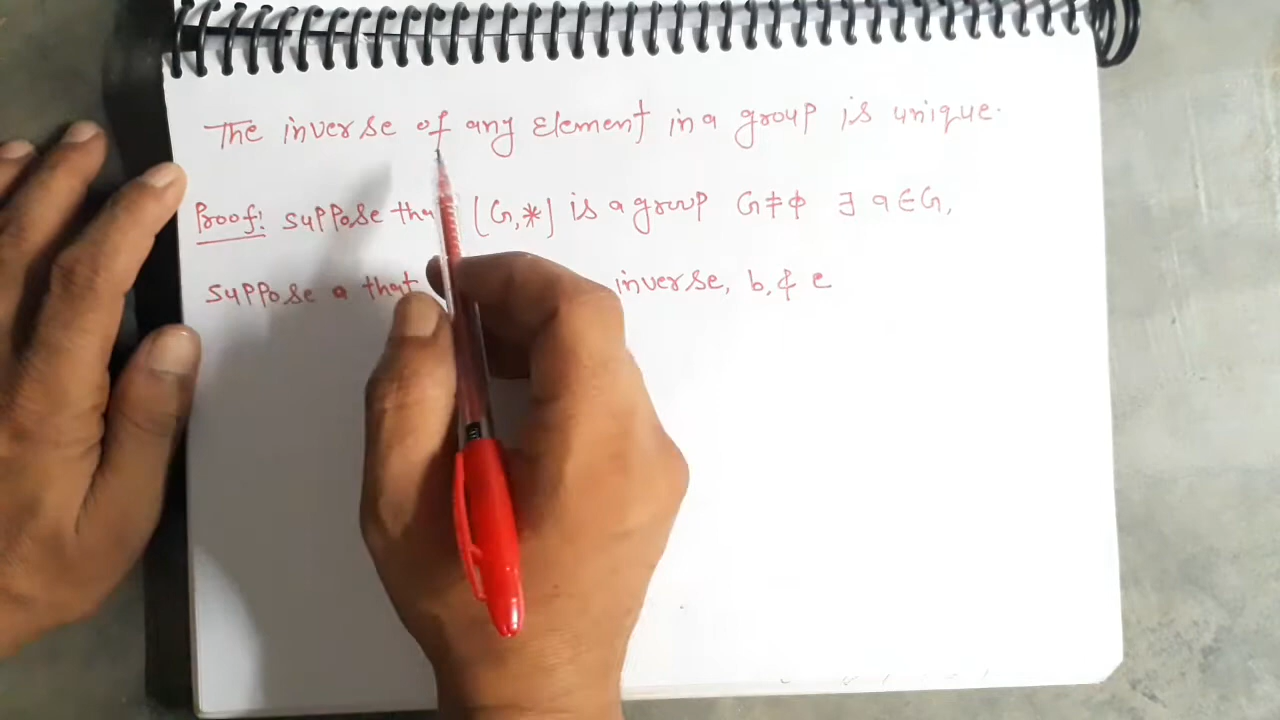 The inverse of any Element in a group is unique.
Proof! suppose tha (G,*) is a group G≠ϕ ∃ a∈G,
suppose a that inverse, b, & c